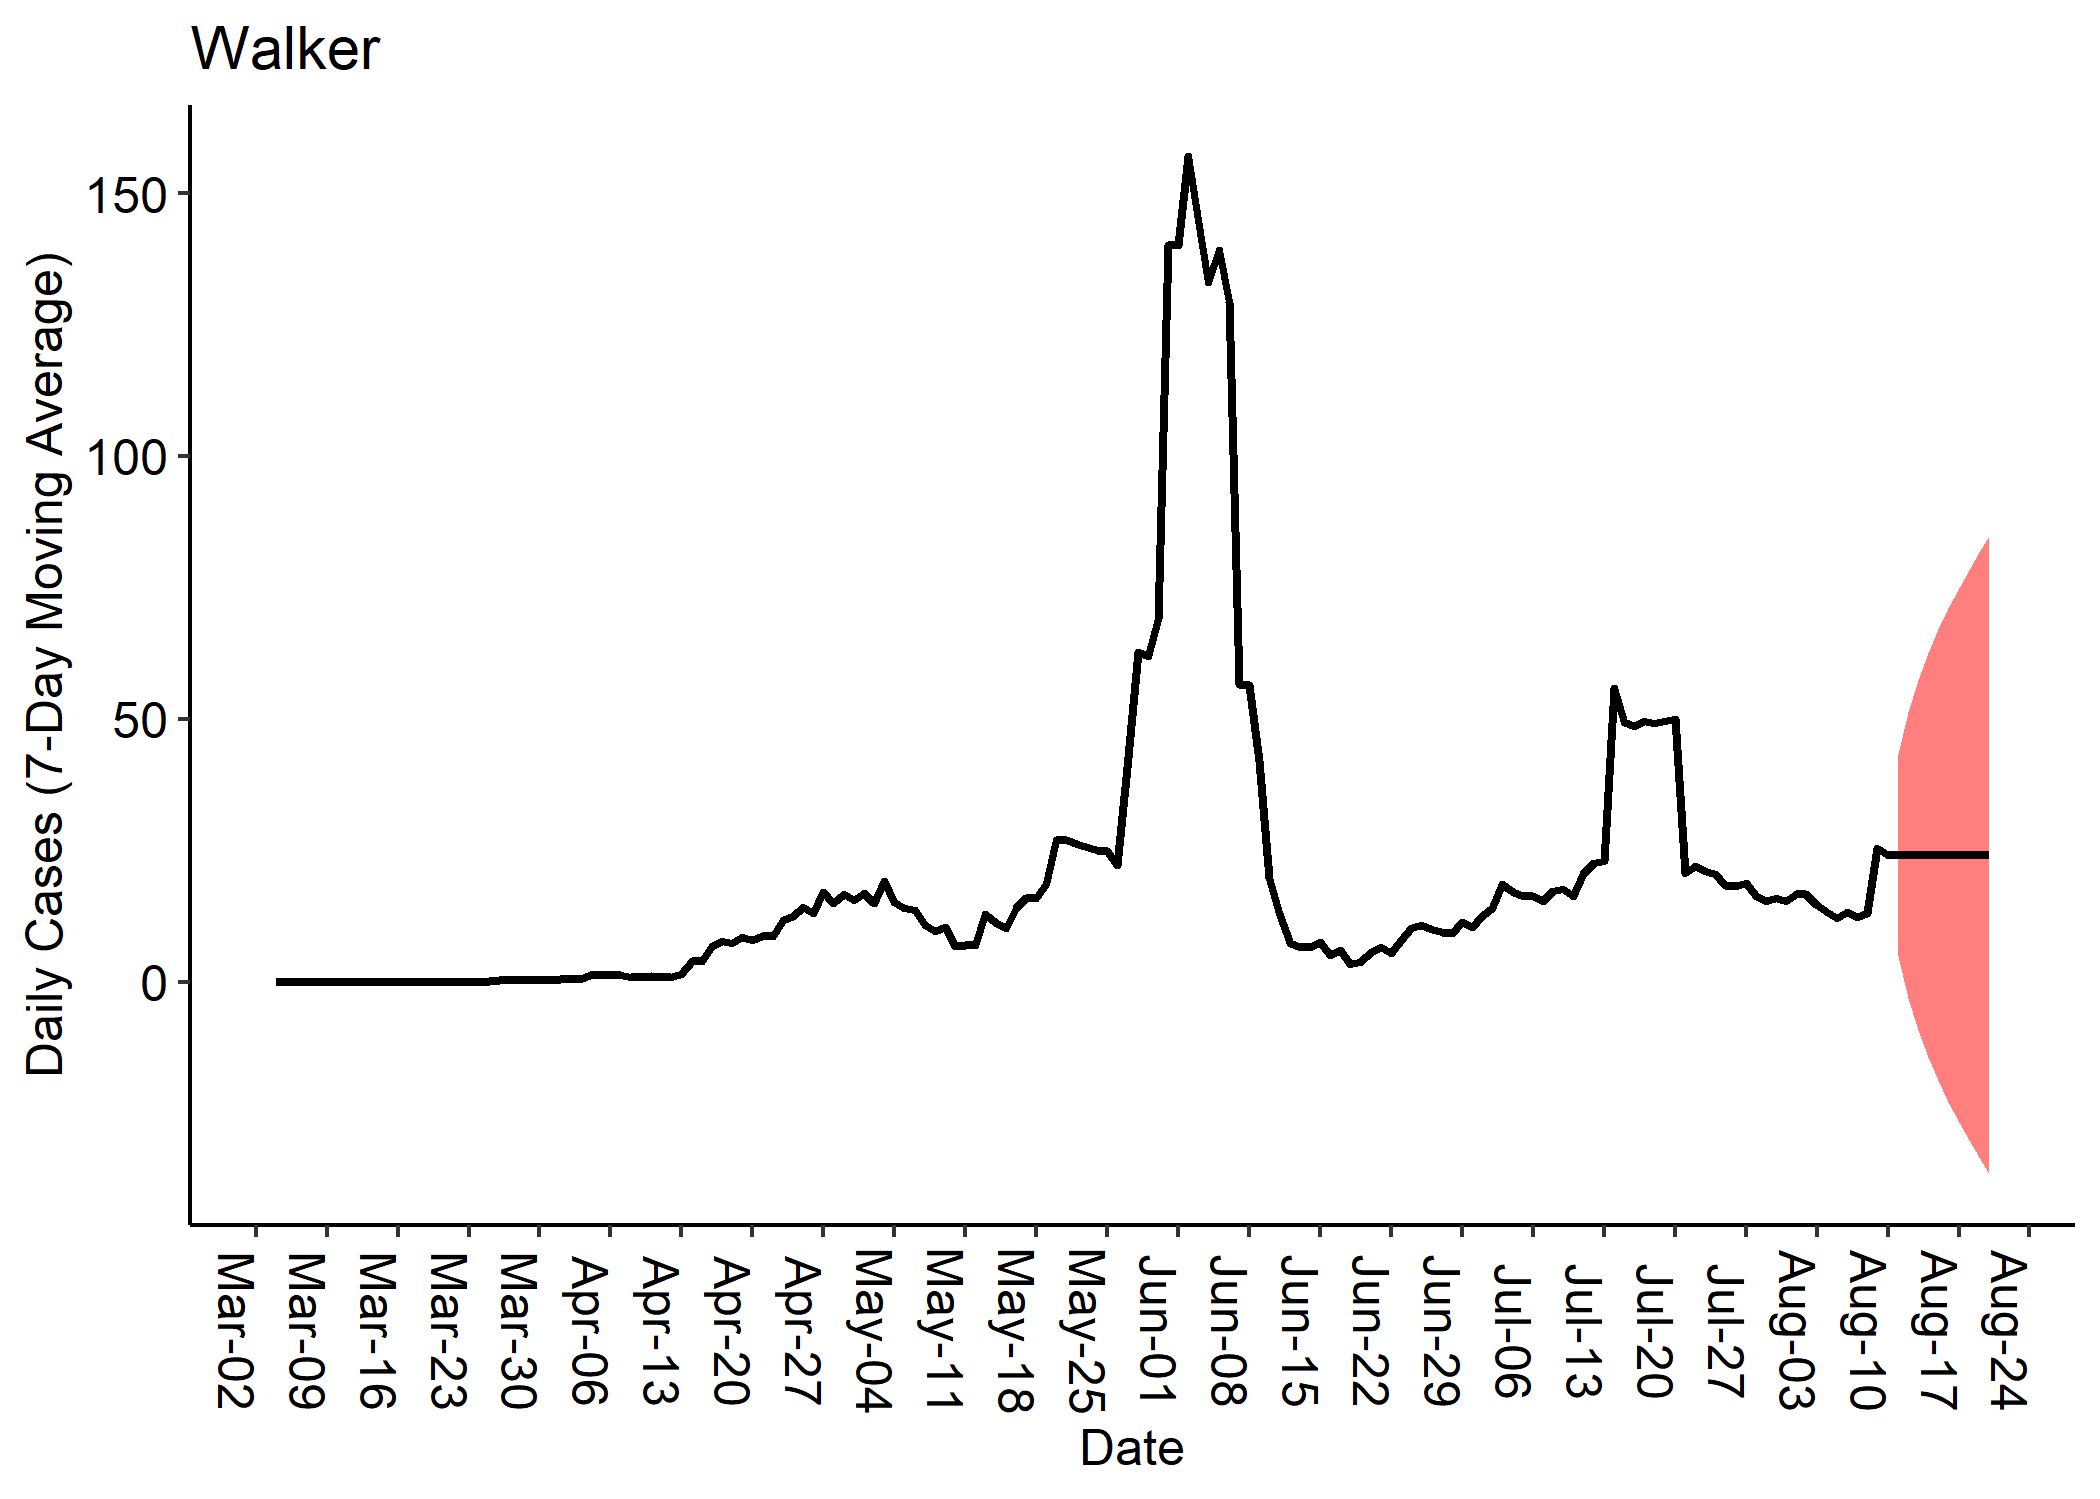 Walker
Daily Cases (7-Day Moving Average)
150
100
50
0
Mar-02
Mar-09
Mar-16
Mar-23
Mar-30
Apr-06
Apr-13
Apr-20
Apr-27
May-04
May-11
May-18
May-25
Jun-01
Jun-08
Jun-15
Jun-22
Jun-29
Jul-06
Jul-13
Jul-20
Jul-27
Aug-03
Aug-10
Aug-17
Aug-24
Date